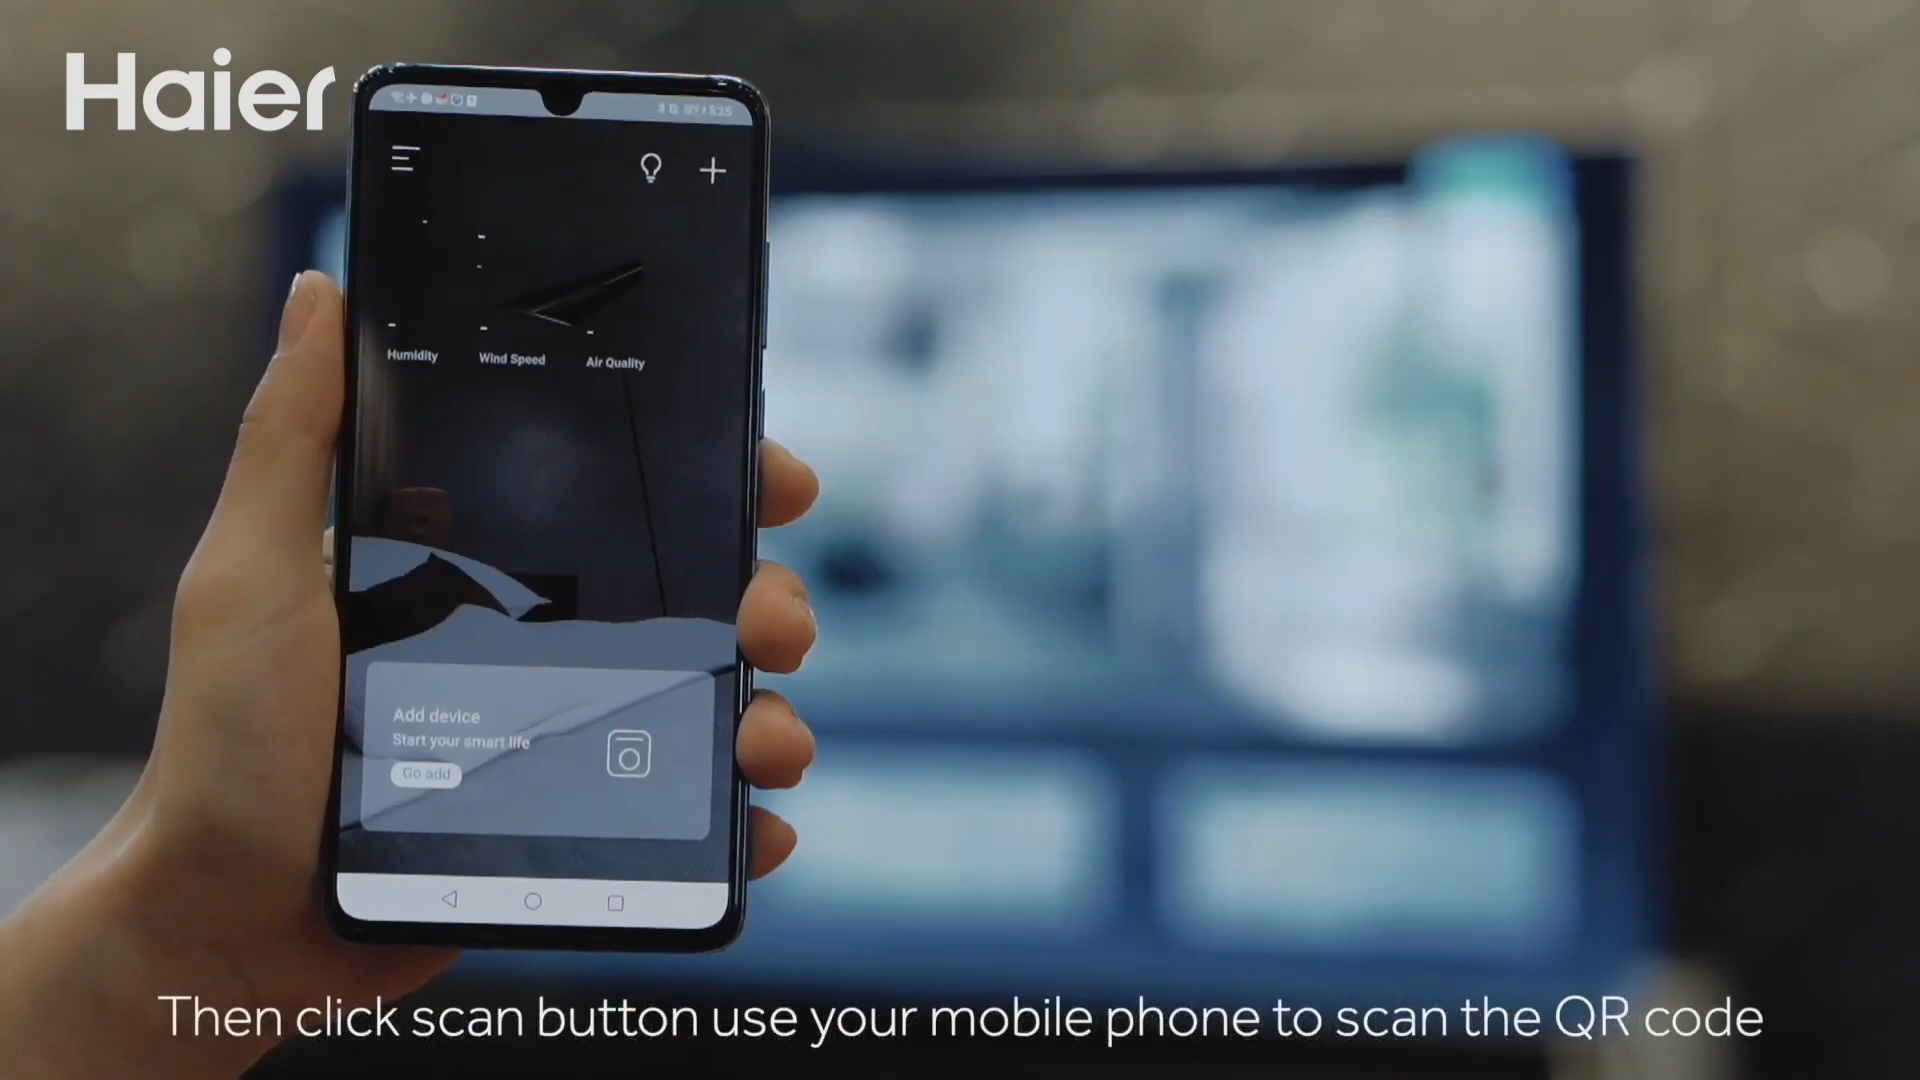 Haier
Humidity
Wind Speed
Air Quality
Add device
Start your smart life
Go add
Then click scan button use your mobile phone to scan the QR code